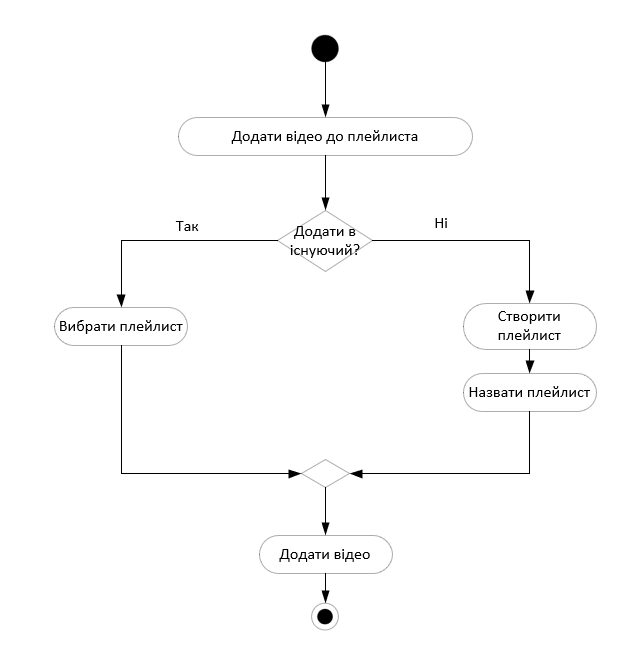 Додати відео до плейлиста
Додати в
існуючий?
Так
Ні
Вибрати плейлист
Створити
плейлист
Назвати плейлист
Додати відео